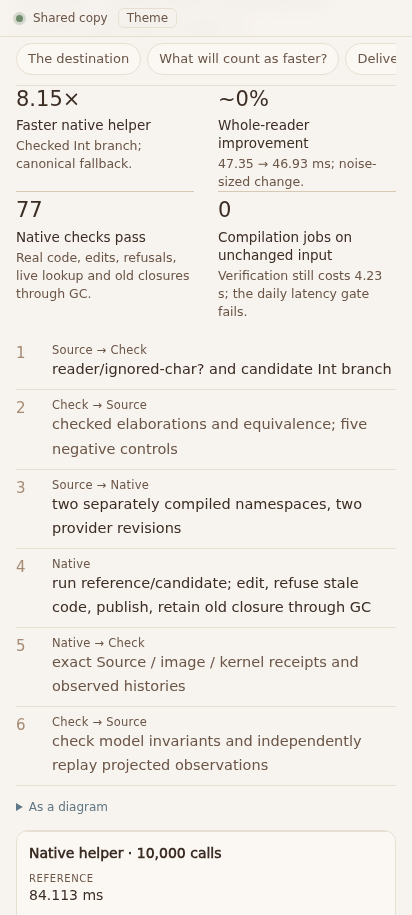 Shared copy
Theme
The destination
What will count as faster?
Delive
8.15×
Faster native helper
Checked Int branch;
canonical fallback.
~0%
Whole-reader
improvement
47.35 → 46.93 ms; noise-
sized change.
77
Native checks pass
Real code, edits, refusals,
live lookup and old closures
through GC.
0
Compilation jobs on
unchanged input
Verification still costs 4.23
s; the daily latency gate
fails.
1
Source → Check
reader/ignored-char? and candidate Int branch
2
Check → Source
checked elaborations and equivalence; five
negative controls
3
Source → Native
two separately compiled namespaces, two
provider revisions
4
Native
run reference/candidate; edit, refuse stale
code, publish, retain old closure through GC
5
Native → Check
exact Source / image / kernel receipts and
observed histories
6
Check → Source
check model invariants and independently
replay projected observations
As a diagram
Native helper · 10,000 calls
REFERENCE
84.113 ms